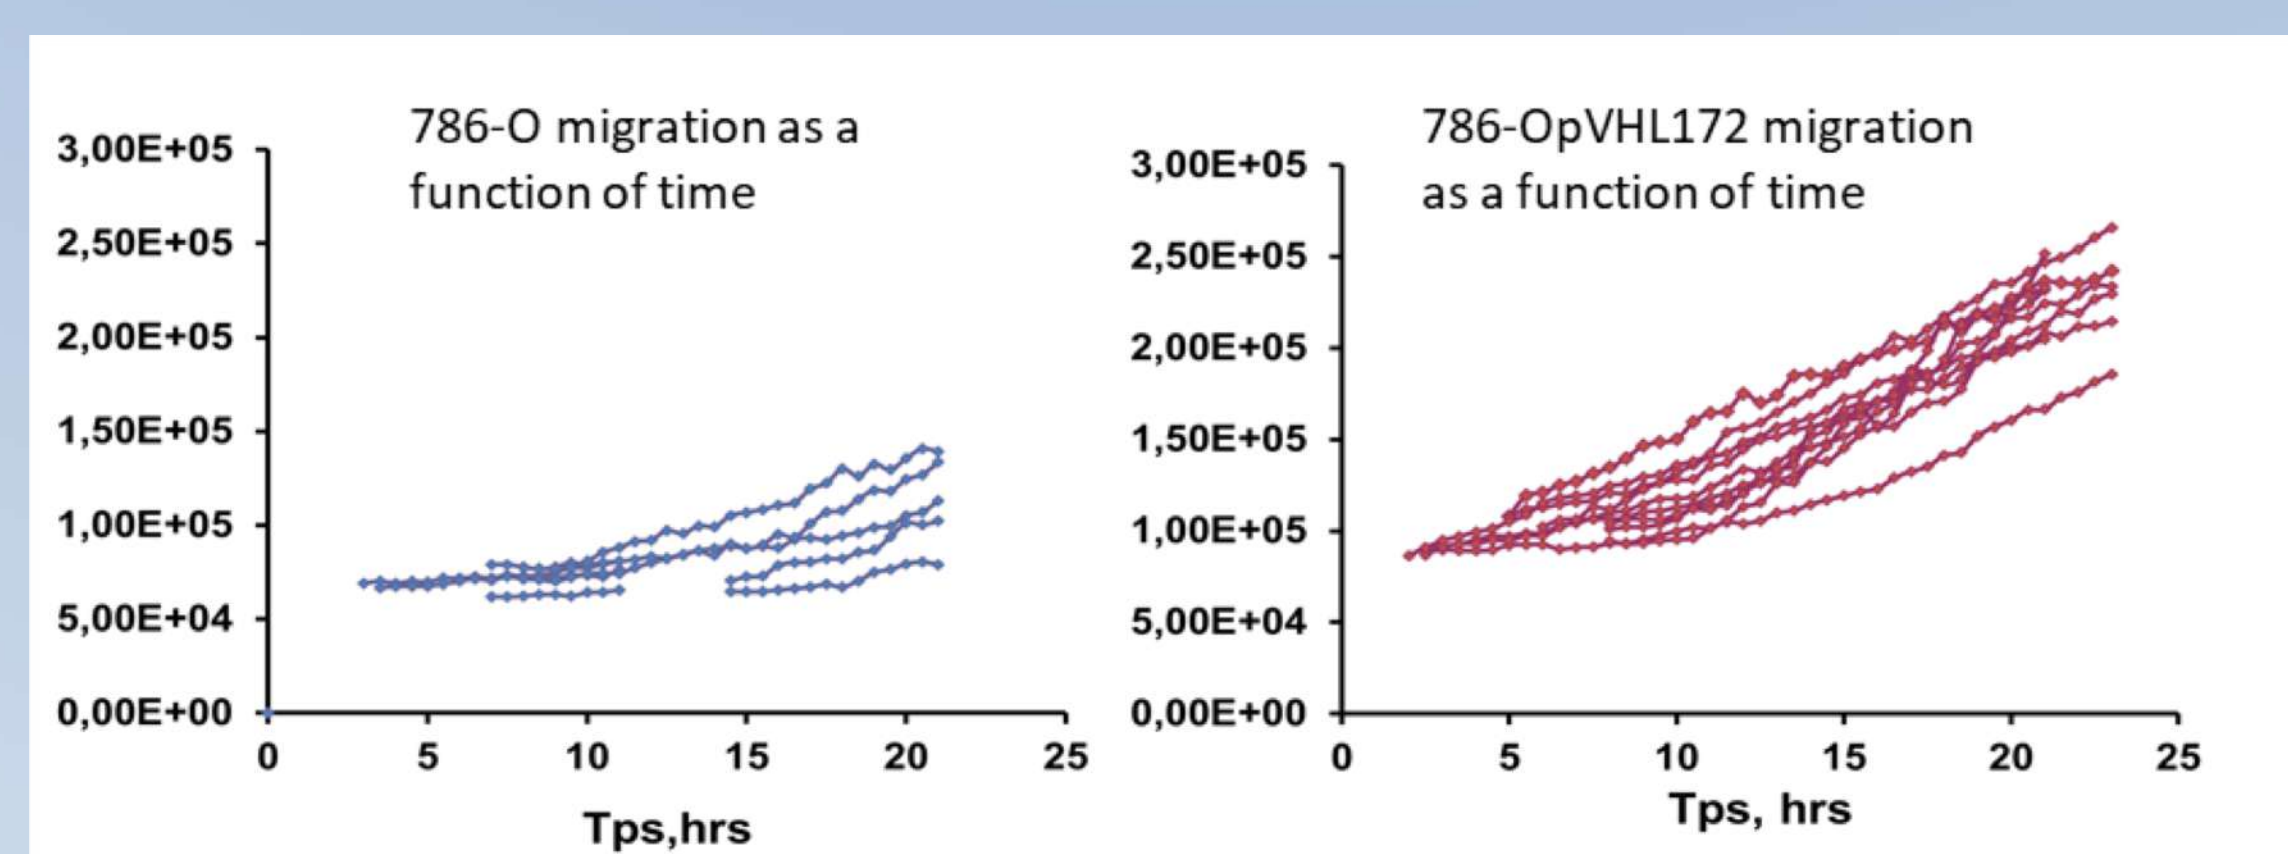 786-O migration as a
function of time
3,00E+05
2,50E+05
2,00E+05
1,50E+05
1,00E+05
5,00E+04
0,00E+00
0 5 10 15 20 25
Tps,hrs
786-OpVHL172 migration
as a function of time
3,00E+05
2,50E+05
2,00E+05
1,50E+05
1,00E+05
5,00E+04
0,00E+00
0 5 10 15 20 25
Tps, hrs